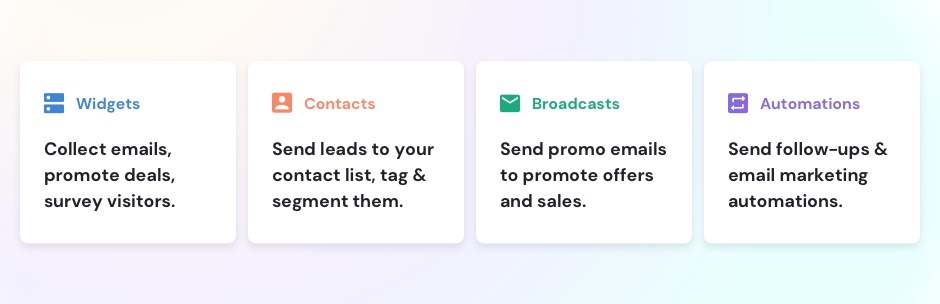 Widgets
Collect emails,
promote deals,
survey visitors.
Contacts
Send leads to your
contact list, tag &
segment them.
Broadcasts
Send promo emails
to promote offers
and sales.
Automations
Send follow-ups &
email marketing
automations.